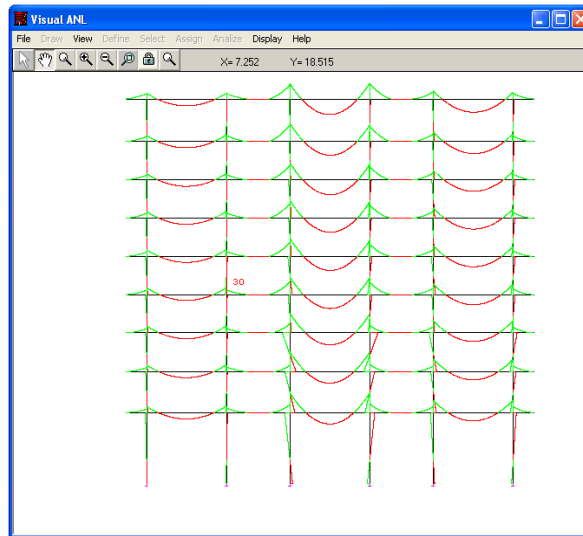 Visual ANL
File Draw View Define Select Assign Analize Display Help
X= 7.252 Y= 18.515
30